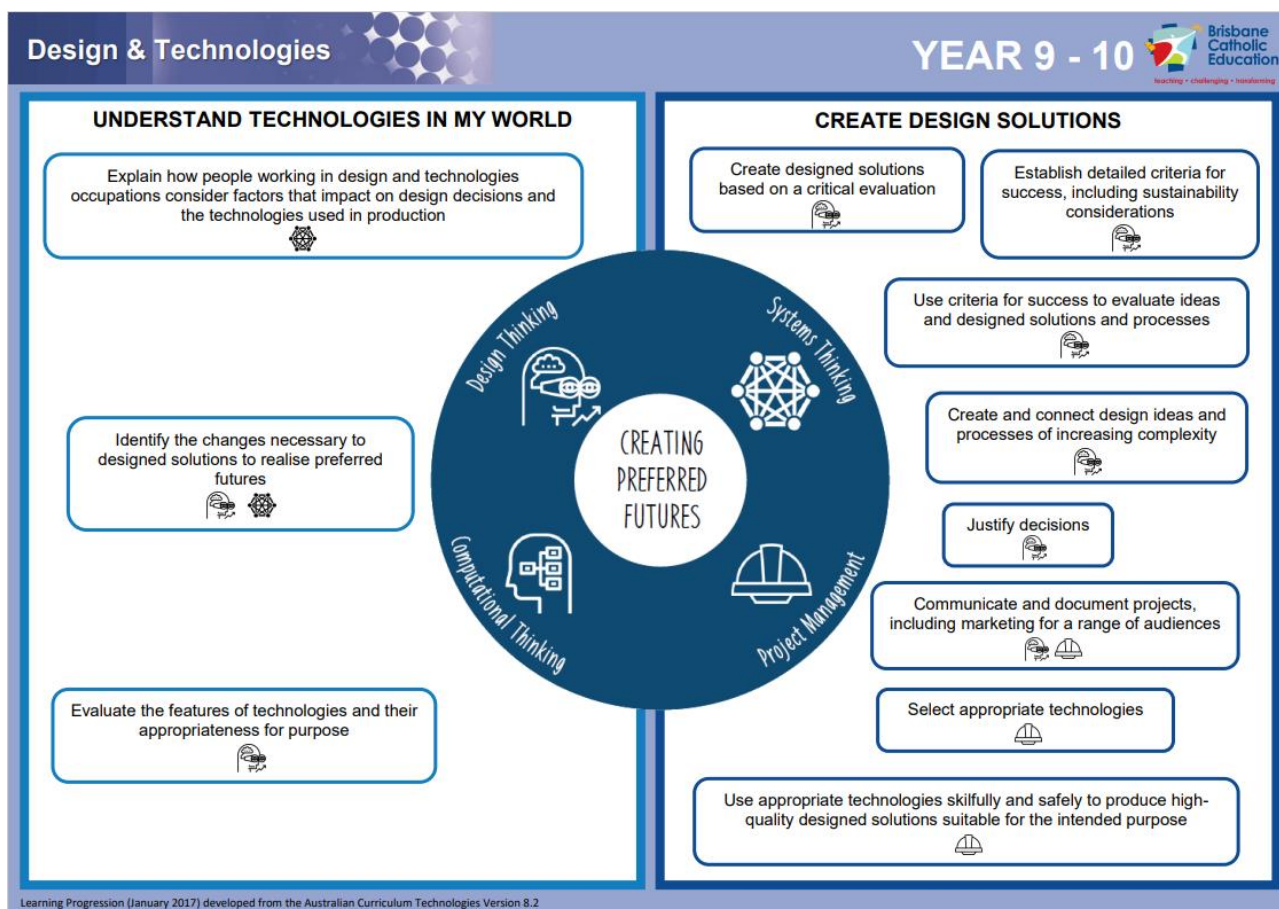 Design & Technologies
YEAR 9 - 10
Brisbane
Catholic
Education
teaching • challenging • transforming
UNDERSTAND TECHNOLOGIES IN MY WORLD
Explain how people working in design and technologies
occupations consider factors that impact on design decisions and
the technologies used in production
Identify the changes necessary to
designed solutions to realise preferred
futures
Evaluate the features of technologies and their
appropriateness for purpose
Design Thinking
Systems Thinking
CREATING
PREFERRED
FUTURES
Computational Thinking
Project Management
CREATE DESIGN SOLUTIONS
Create designed solutions
based on a critical evaluation
Establish detailed criteria for
success, including sustainability
considerations
Use criteria for success to evaluate ideas
and designed solutions and processes
Create and connect design ideas and
processes of increasing complexity
Justify decisions
Communicate and document projects,
including marketing for a range of audiences
Select appropriate technologies
Use appropriate technologies skilfully and safely to produce high-
quality designed solutions suitable for the intended purpose
Learning Progression (January 2017) developed from the Australian Curriculum Technologies Version 8.2